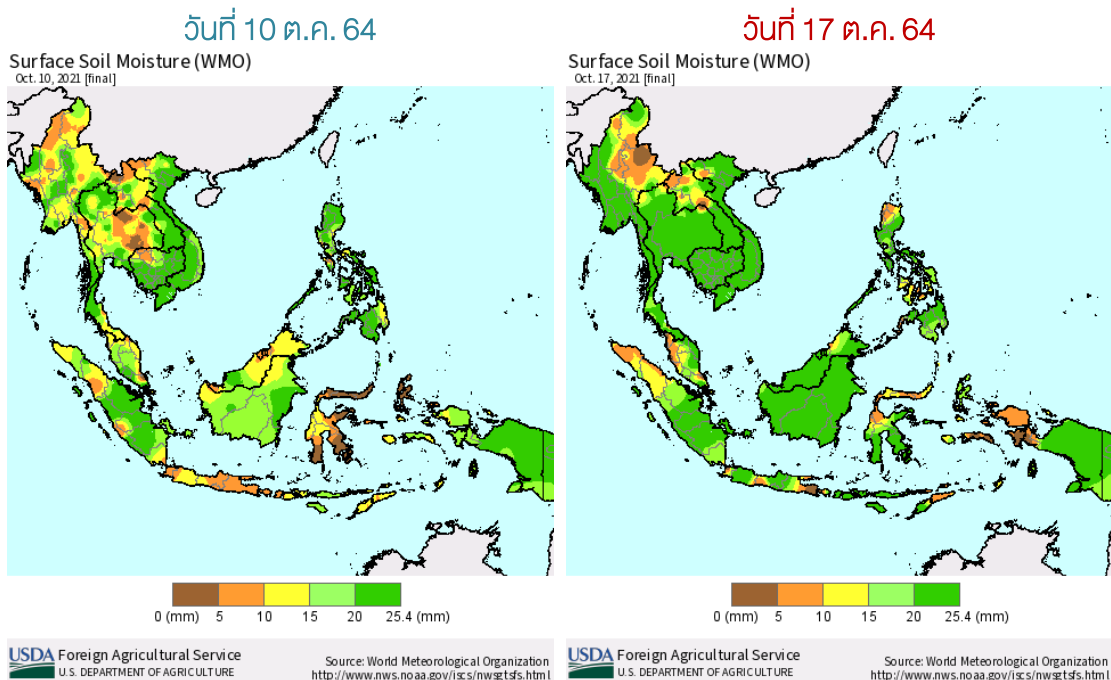 วันที่ 10 ต.ค. 64
Surface Soil Moisture (WMO)
Oct. 10, 2021 [final]
0 (mm) 5 10 15 20 25.4 (mm)
USDA Foreign Agricultural Service
U.S. DEPARTMENT OF AGRICULTURE
Source: World Meteorological Organization
http://www.nws.noaa.gov/iscs/nwsgtsfs.html
วันที่ 17 ต.ค. 64
Surface Soil Moisture (WMO)
Oct. 17, 2021 [final]
0 (mm) 5 10 15 20 25.4 (mm)
USDA Foreign Agricultural Service
U.S. DEPARTMENT OF AGRICULTURE
Source: World Meteorological Organization
http://www.nws.noaa.gov/iscs/nwsgtsfs.html